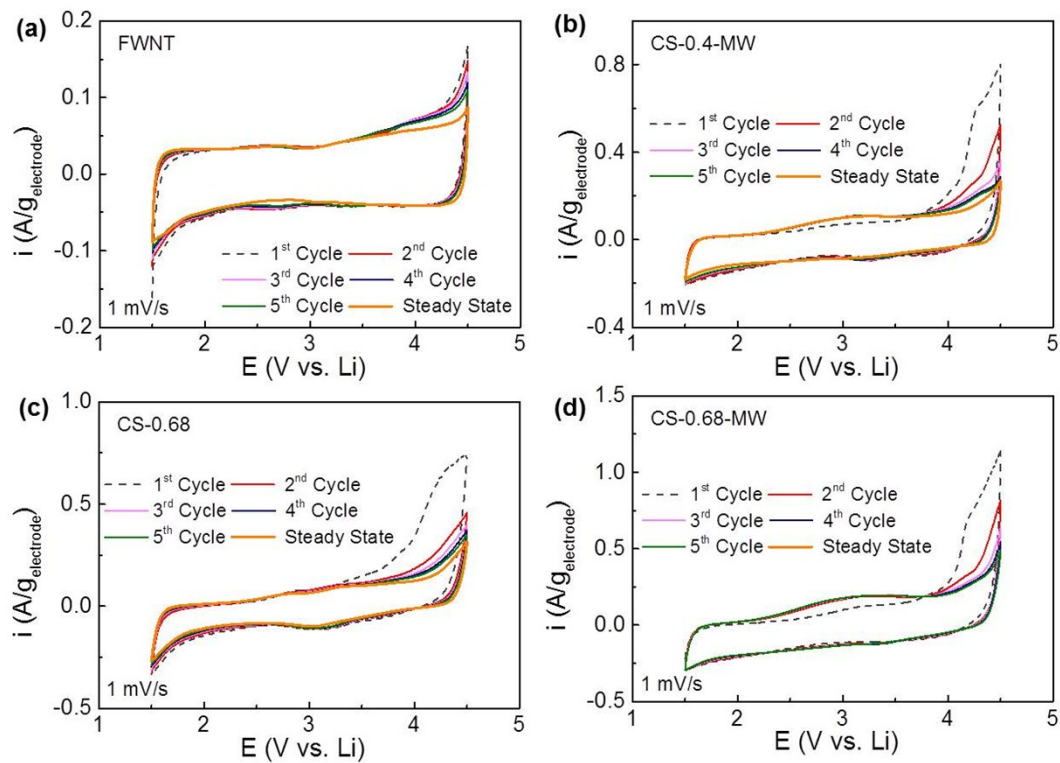 (a)
FWNT
0.2
0.1
0.0
-0.1
-0.2
i (A/g_electrode)
1st Cycle 2nd Cycle
3rd Cycle 4th Cycle
5th Cycle Steady State
1 mV/s
1 2 3 4 5
E (V vs. Li)
(b)
CS-0.4-MW
0.8
0.4
0.0
-0.4
i (A/g_electrode)
1st Cycle 2nd Cycle
3rd Cycle 4th Cycle
5th Cycle Steady State
1 mV/s
1 2 3 4 5
E (V vs. Li)
(c)
CS-0.68
1.0
0.5
0.0
-0.5
i (A/g_electrode)
1st Cycle 2nd Cycle
3rd Cycle 4th Cycle
5th Cycle Steady State
1 mV/s
1 2 3 4 5
E (V vs. Li)
(d)
CS-0.68-MW
1.5
1.0
0.5
0.0
-0.5
i (A/g_electrode)
1st Cycle 2nd Cycle
3rd Cycle 4th Cycle
5th Cycle Steady State
1 mV/s
1 2 3 4 5
E (V vs. Li)